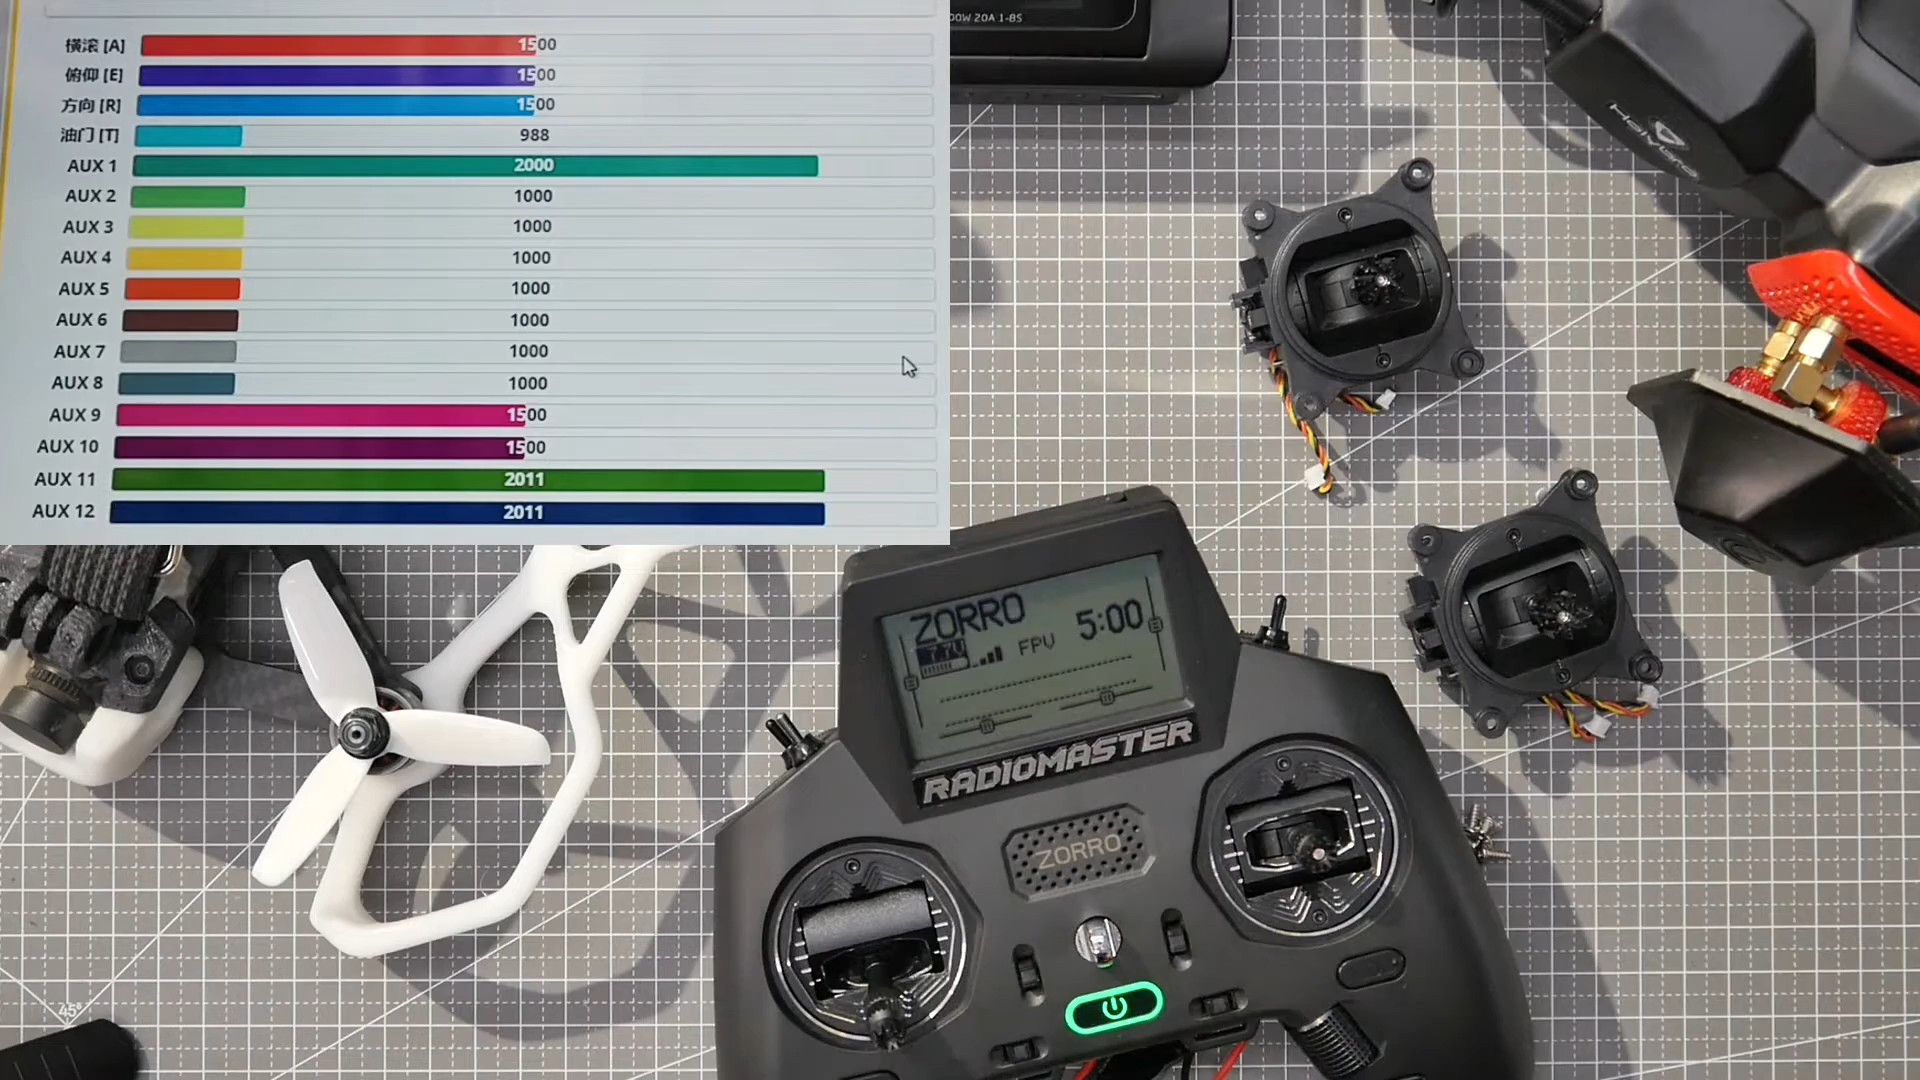 横滚 [A] 1500
俯仰 [E] 1500
方向 [R] 1500
油门 [T] 988
AUX 1 2000
AUX 2 1000
AUX 3 1000
AUX 4 1000
AUX 5 1000
AUX 6 1000
AUX 7 1000
AUX 8 1000
AUX 9 1500
AUX 10 1500
AUX 11 2011
AUX 12 2011
20A 1-8S
ZORRO
5:00
7.7V
FPV
RADIOMASTER
ZORRO
45°